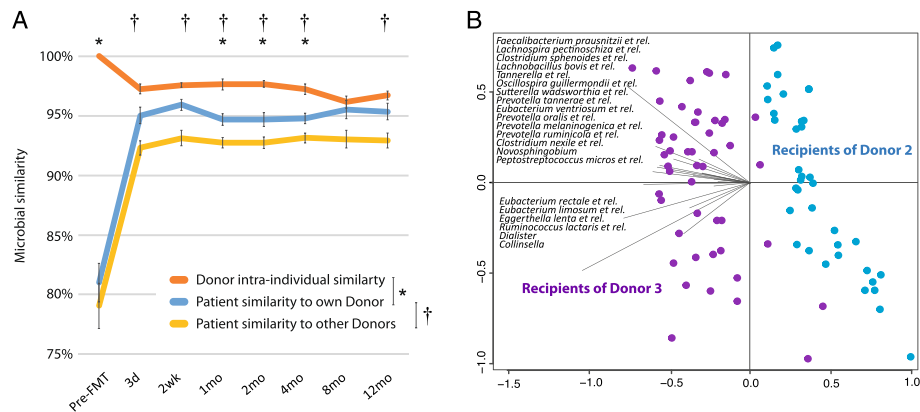 A
† † † † †
* * * *
100%
95%
90%
85%
80%
75%
Microbial similarity
Donor intra-individual similarty
Patient similarity to own Donor
Patient similarity to other Donors
*
†
Pre-FMT 3d 2wk 1mo 2mo 4mo 8mo 12mo
B
Faecalibacterium prausnitzii et rel.
Lachnospira pectinoschiza et rel.
Clostridium sphenoides et rel.
Lachnobacillus bovis et rel.
Tannerella et rel.
Oscillospira guillermondii et rel.
Sutterella wadsworthia et rel.
Prevotella tannerae et rel.
Eubacterium ventriosum et rel.
Prevotella oralis et rel.
Prevotella melaninogenica et rel.
Prevotella ruminicola et rel.
Clostridium nexile et rel.
Novosphingobium
Peptostreptococcus micros et rel.
Recipients of Donor 2
Eubacterium rectale et rel.
Eubacterium limosum et rel.
Eggerthella lenta et rel.
Ruminococcus lactaris et rel.
Dialister
Collinsella
Recipients of Donor 3
0.5
0.0
−0.5
−1.0
−1.5 −1.0 −0.5 0.0 0.5 1.0